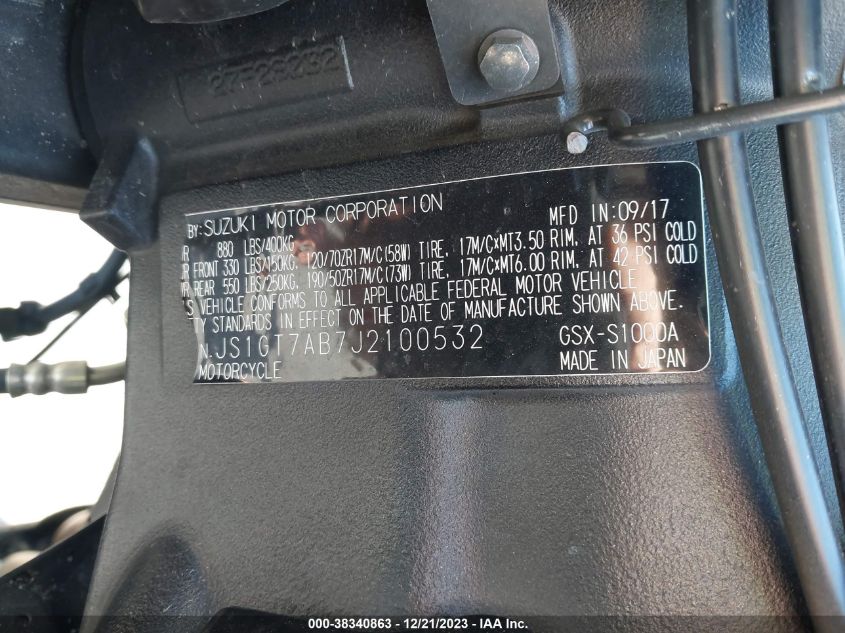 27F23Z32
BY:SUZUKI MOTOR CORPORATION MFD IN:09/17
R 880 LBS/400KG
R FRONT 330 LBS/150KG, 120/70ZR17M/C(58W) TIRE, 17M/C×MT3.50 RIM, AT 36 PSI COLD
R REAR 550 LBS/250KG, 190/50ZR17M/C(73W) TIRE, 17M/C×MT6.00 RIM, AT 42 PSI COLD
S VEHICLE CONFORMS TO ALL APPLICABLE FEDERAL MOTOR VEHICLE
TY STANDARDS IN EFFECT ON THE DATE OF MANUFACTURE SHOWN ABOVE.
N.JS1GT7AB7J2100532 GSX-S1000A
MOTORCYCLE MADE IN JAPAN
000-38340863 - 12/21/2023 - IAA, Inc.